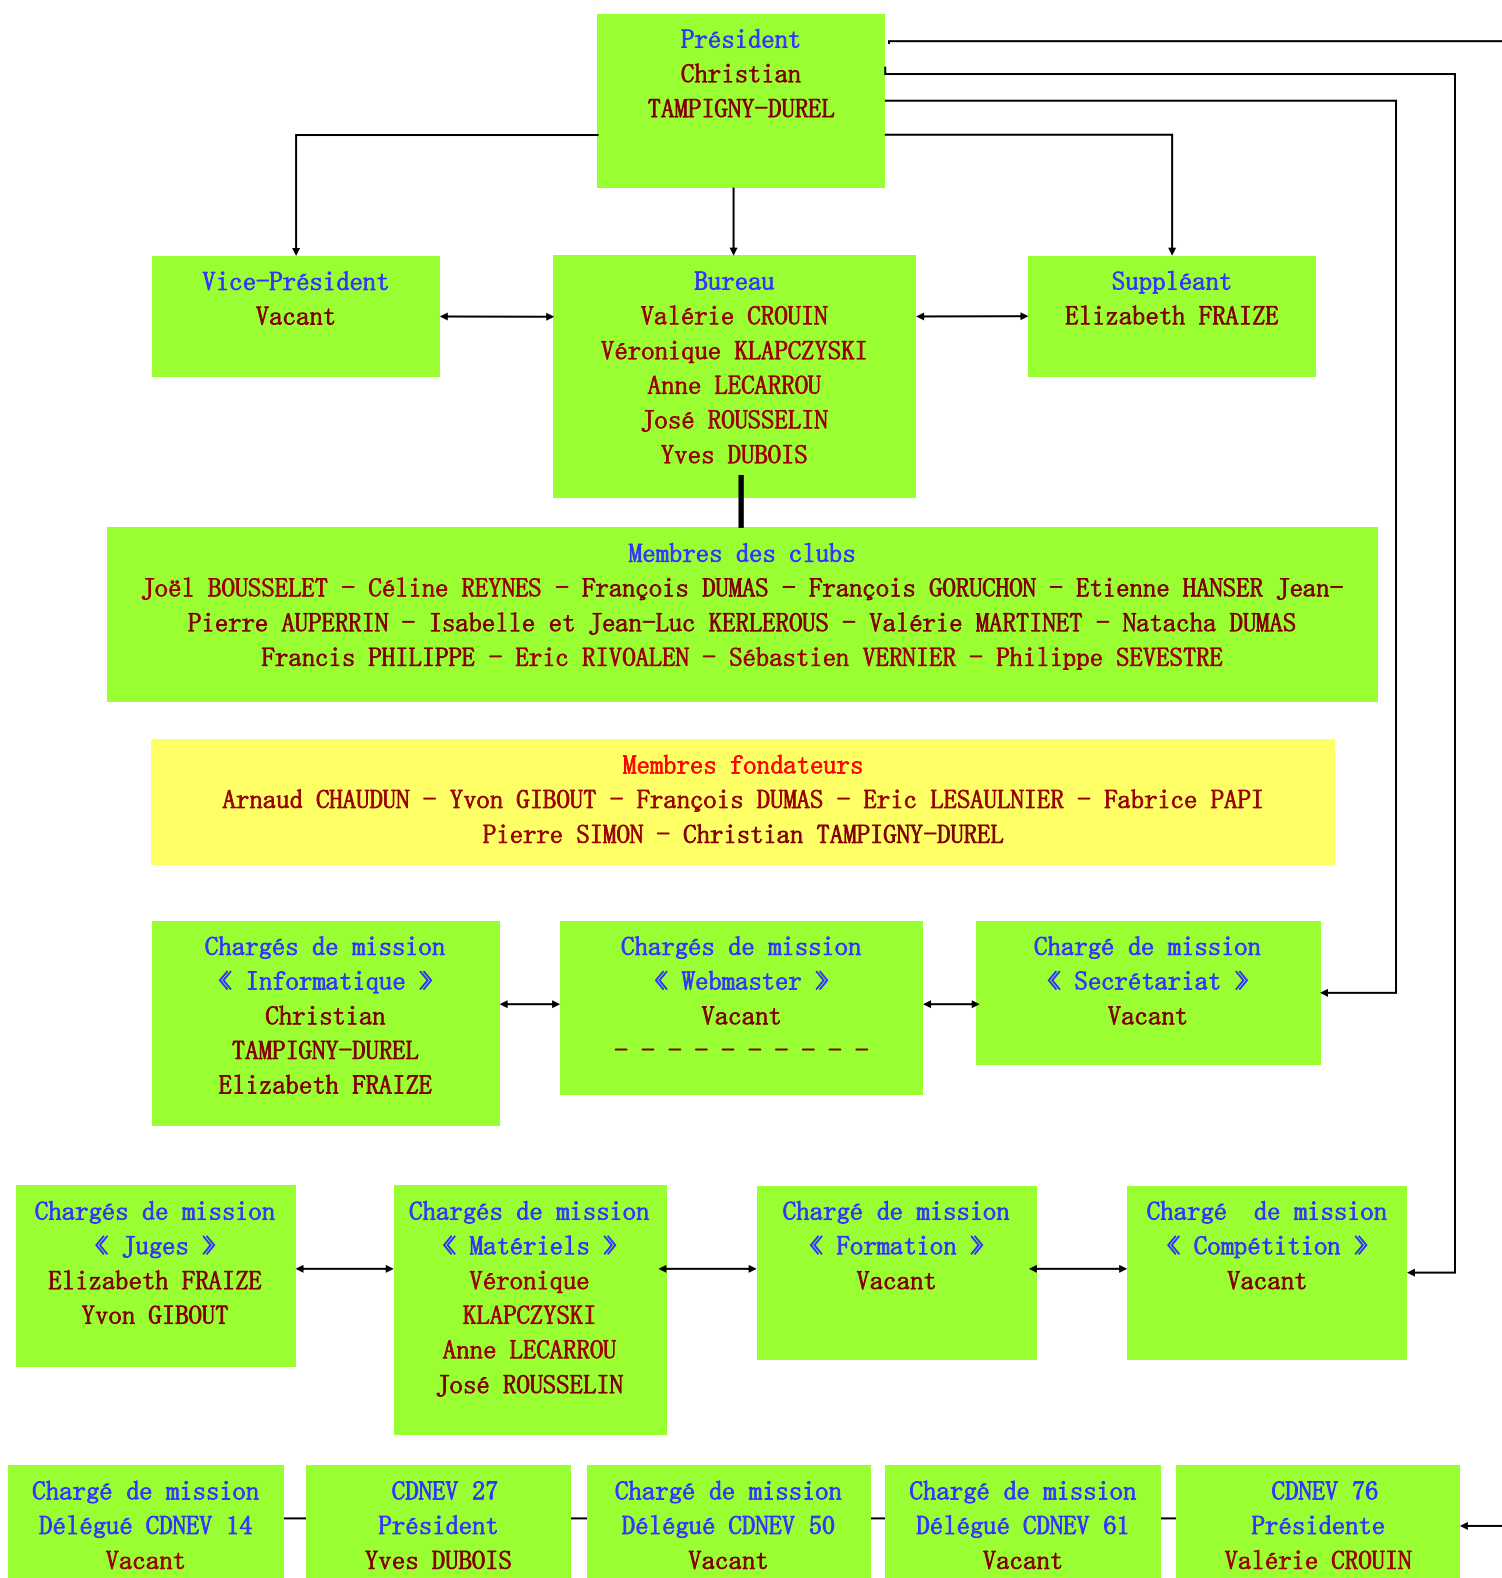 Président
Christian
TAMPIGNY-DUREL
Vice-Président
Vacant
Bureau
Valérie CROUIN
Véronique KLAPCZYSKI
Anne LECARROU
José ROUSSELIN
Yves DUBOIS
Suppléant
Elizabeth FRAIZE
Membres des clubs
Joël BOUSSELET - Céline REYNES - François DUMAS - François GORUCHON - Etienne HANSER Jean-
Pierre AUPERRIN - Isabelle et Jean-Luc KERLEROUS - Valérie MARTINET - Natacha DUMAS
Francis PHILIPPE - Eric RIVOALEN - Sébastien VERNIER - Philippe SEVESTRE
Membres fondateurs
Arnaud CHAUDUN - Yvon GIBOUT - François DUMAS - Eric LESAULNIER - Fabrice PAPI
Pierre SIMON - Christian TAMPIGNY-DUREL
Chargés de mission
« Informatique »
Christian
TAMPIGNY-DUREL
Elizabeth FRAIZE
Chargés de mission
« Webmaster »
Vacant
- - - - - - - - - -
Chargé de mission
« Secrétariat »
Vacant
Chargés de mission
« Juges »
Elizabeth FRAIZE
Yvon GIBOUT
Chargés de mission
« Matériels »
Véronique
KLAPCZYSKI
Anne LECARROU
José ROUSSELIN
Chargé de mission
« Formation »
Vacant
Chargé  de mission
« Compétition »
Vacant
Chargé de mission
Délégué CDNEV 14
Vacant
CDNEV 27
Président
Yves DUBOIS
Chargé de mission
Délégué CDNEV 50
Vacant
Chargé de mission
Délégué CDNEV 61
Vacant
CDNEV 76
Présidente
Valérie CROUIN